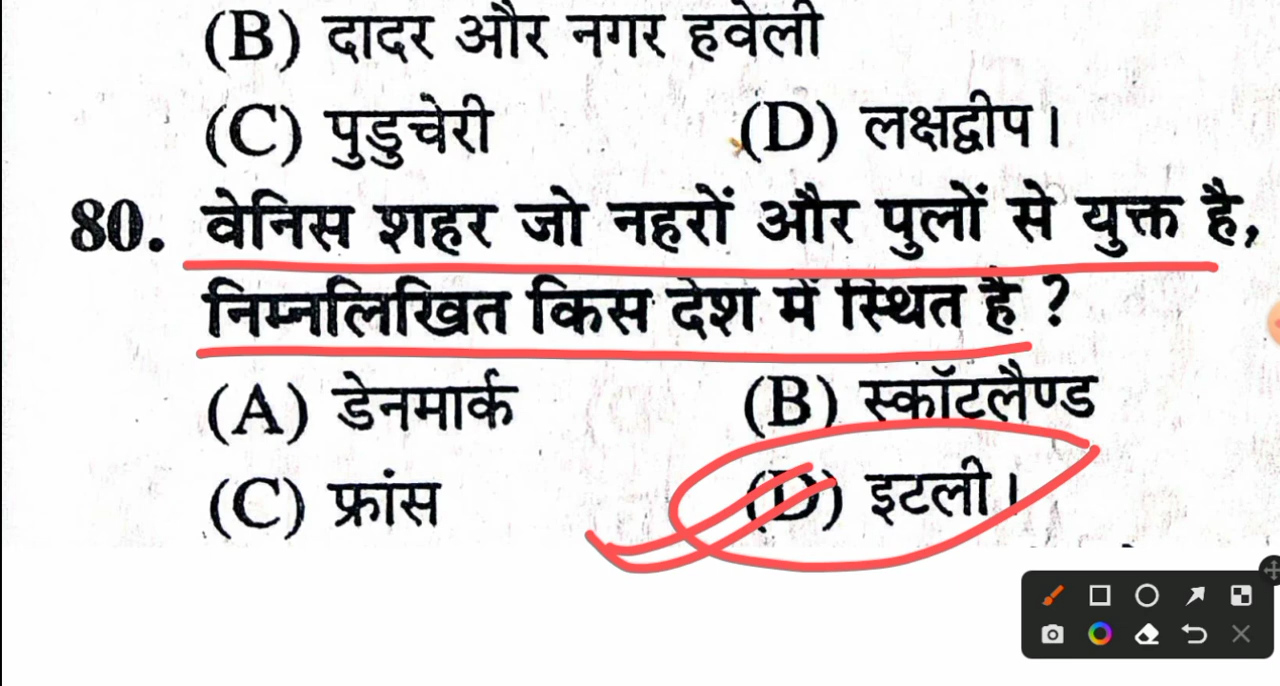 (B) दादर और नगर हवेली
(C) पुडुचेरी (D) लक्षद्वीप।
80. वेनिस शहर जो नहरों और पुलों से युक्त है,
निम्नलिखित किस देश में स्थित है ?
(A) डेनमार्क (B) स्कॉटलैण्ड
(C) फ्रांस (D) इटली।